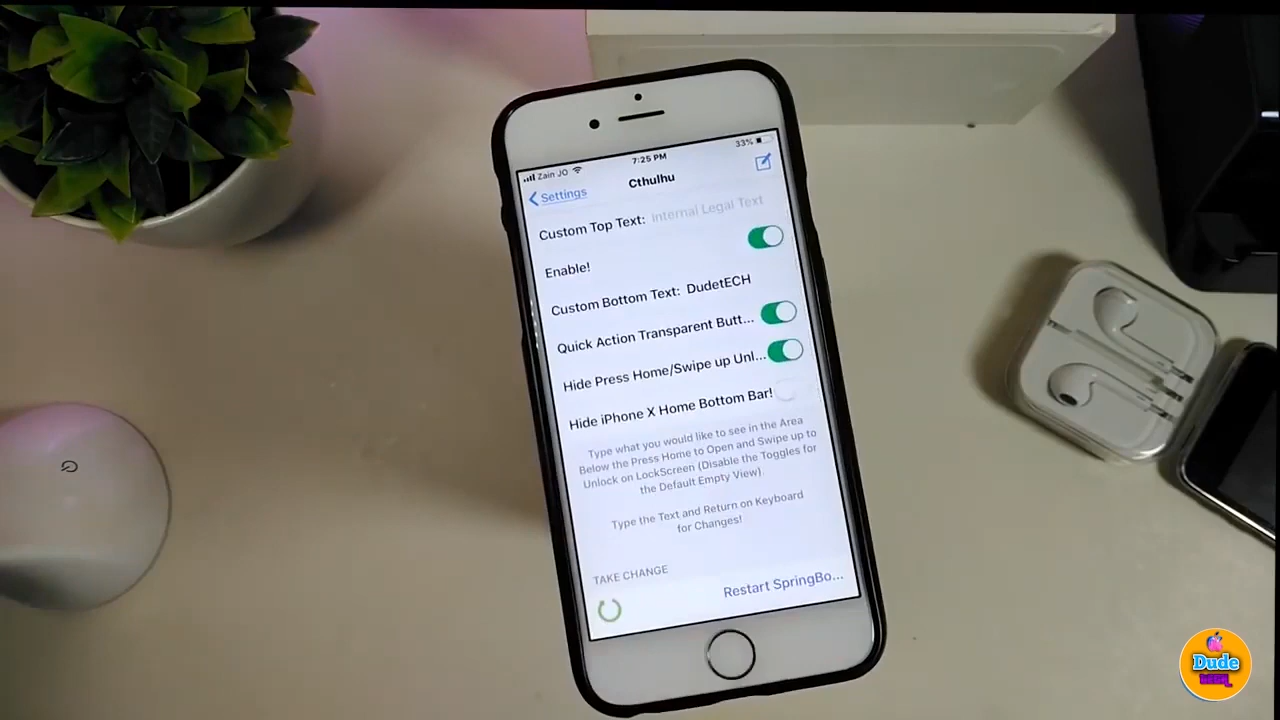 Zain JO
7:25 PM
33%
Settings
Cthulhu
Custom Top Text: Internal Legal Text
Enable!
Custom Bottom Text: DudetECH
Quick Action Transparent Butt...
Hide Press Home/Swipe up Unl...
Hide iPhone X Home Bottom Bar!
Type what you would like to see in the Area
Below the Press Home to Open and Swipe up to
Unlock on LockScreen (Disable the Toggles for
the Default Empty View).
Type the Text and Return on Keyboard
for Changes!
TAKE CHANGE
Restart SpringBo...
Dude
TECH